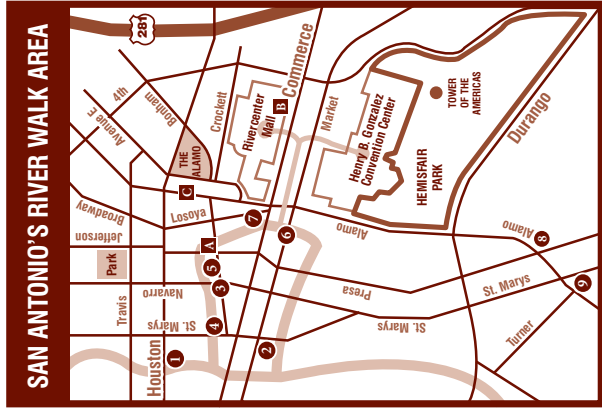 SAN ANTONIO'S RIVER WALK AREA
281
4th
Avenue E
Bonham
Broadway
Jefferson
Park
Travis
Houston
THE
ALAMO
Crockett
Losoya
Navarro
St. Marys
Rivercenter
Mall
Commerce
Market
Henry B. Gonzalez
Convention Center
HEMISFAIR
PARK
TOWER
OF THE
AMERICAS
Durango
Alamo
Alamo
Presa
St. Marys
St. Marys
Turner
A
B
C
1
2
3
4
5
6
7
8
9